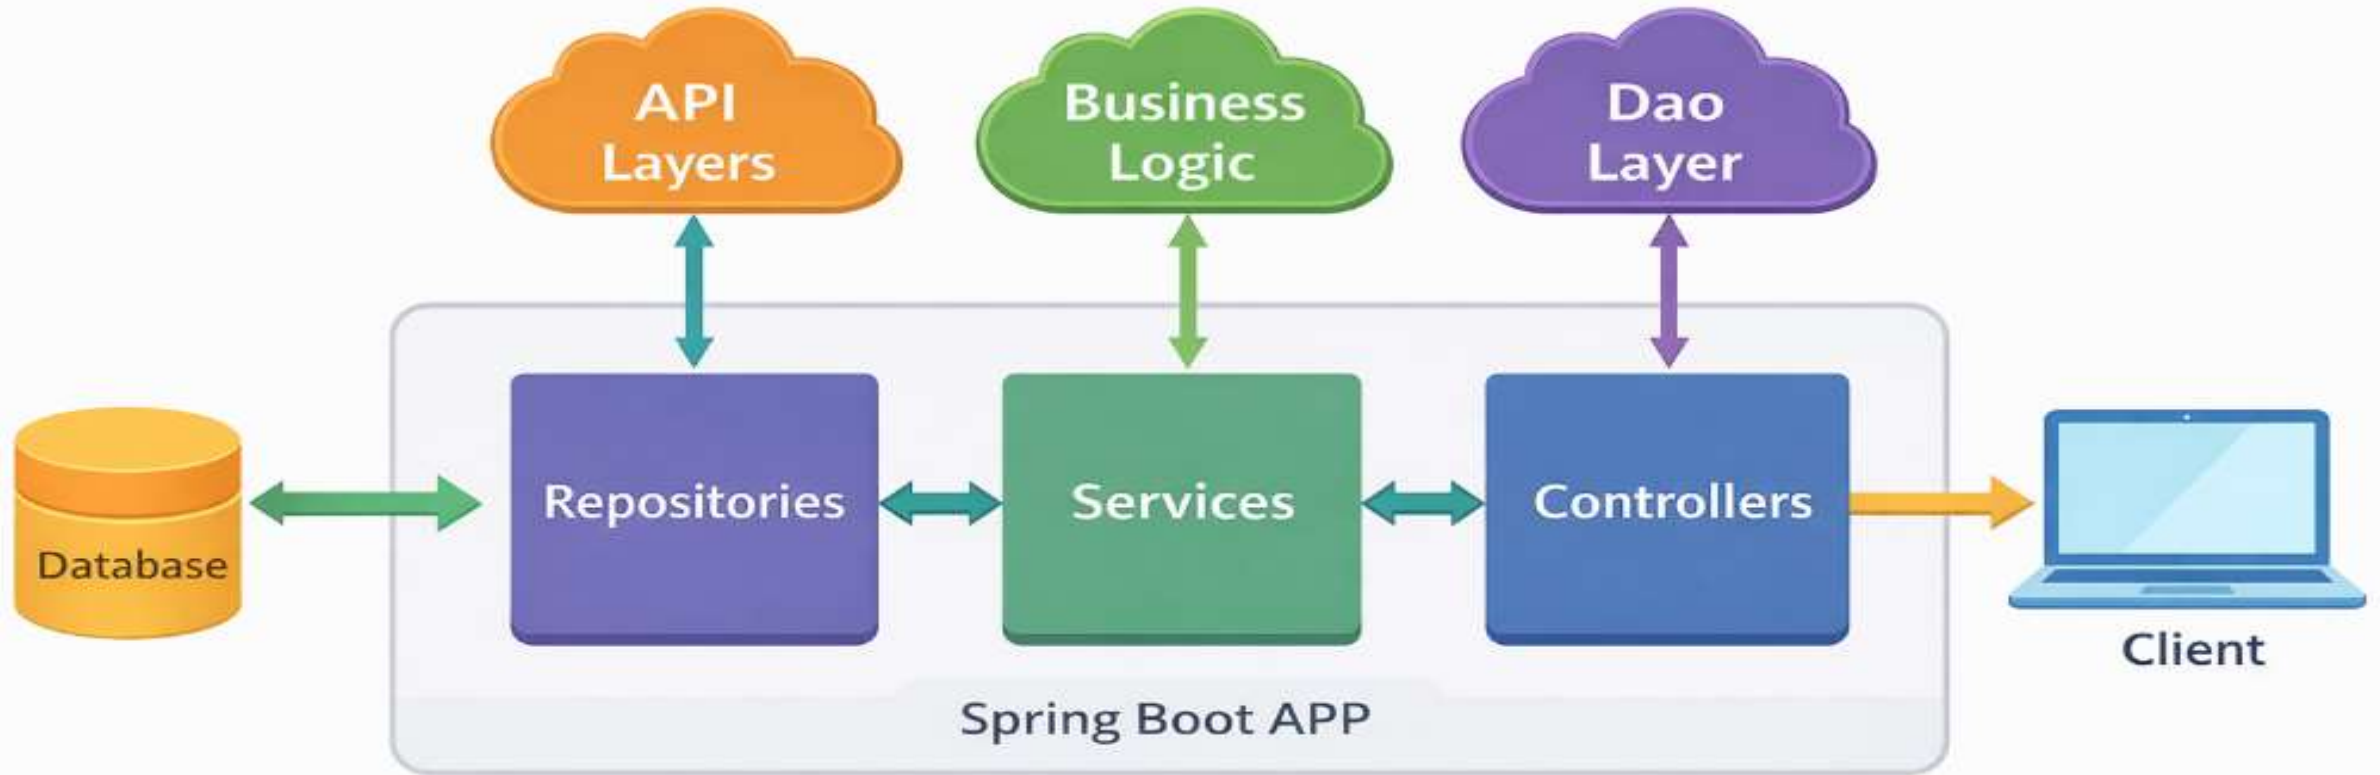 API
Layers
Business
Logic
Dao
Layer
Database
Repositories
Services
Controllers
Client
Spring Boot APP